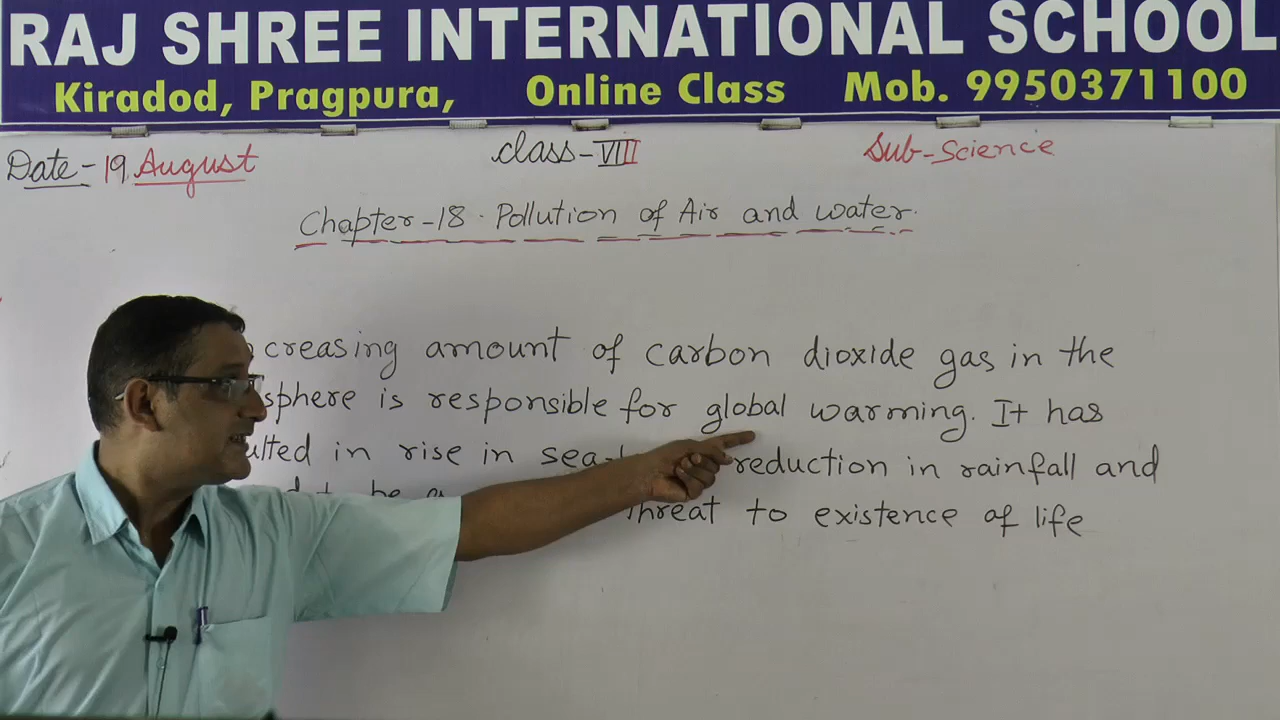 RAJ SHREE INTERNATIONAL SCHOOL
Kiradod, Pragpura, Online Class Mob. 9950371100
Date - 19 August class - VIII Sub - Science
Chapter - 18. Pollution of Air and water.
creasing amount of carbon dioxide gas in the
sphere is responsible for global warming. It has
ulted in rise in sea- reduction in rainfall and
be a threat to existence of life